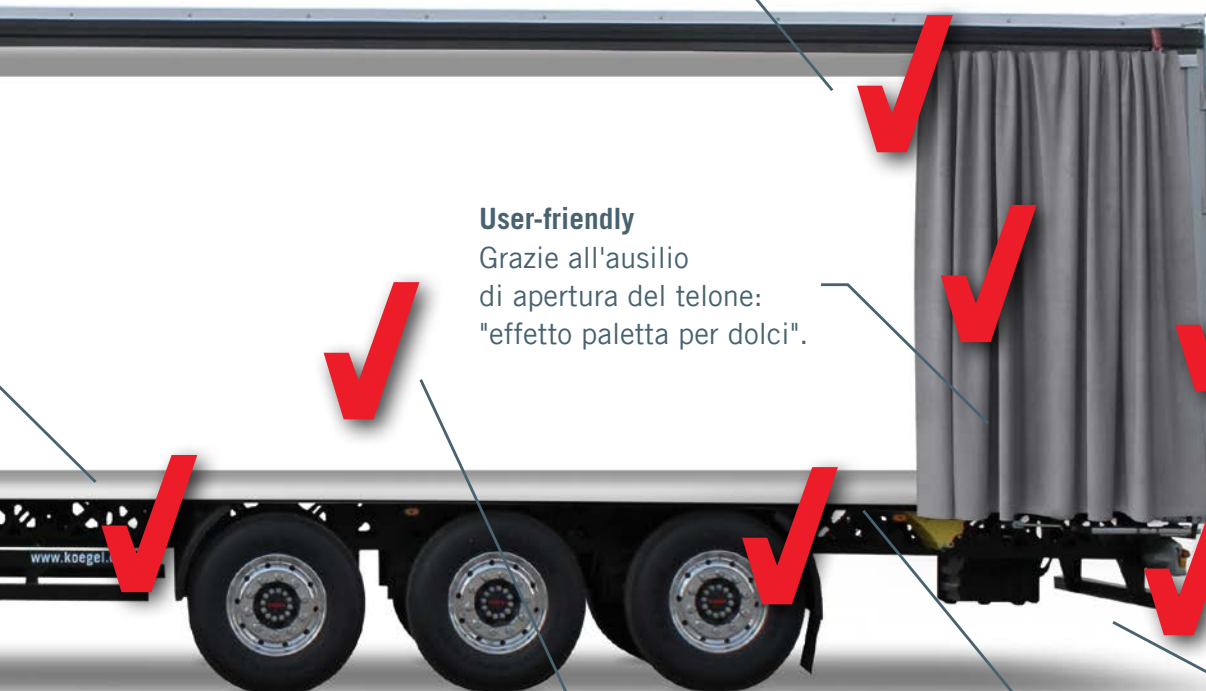 User-friendly
Grazie all'ausilio
di apertura del telone:
"effetto paletta per dolci".
www.koegel.